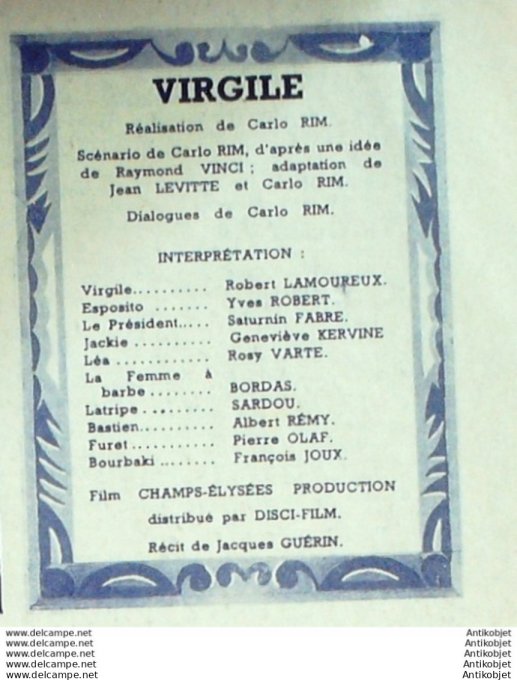 VIRGILE
Réalisation de Carlo RIM.
Scénario de Carlo RIM, d'après une idée
de Raymond VINCI ; adaptation de
Jean LEVITTE et Carlo RIM.
Dialogues de Carlo RIM.
INTERPRÉTATION :
Virgile.......... Robert LAMOUREUX.
Esposito ....... Yves ROBERT.
Le Président..... Saturnin FABRE.
Jackie .......... Geneviève KERVINE
Léa ............ Rosy VARTE.
La Femme à
barbe ........ BORDAS.
Latripe ......... SARDOU.
Bastien.......... Albert RÉMY.
Furet........... Pierre OLAF.
Bourbaki ....... François JOUX.
Film CHAMPS-ÉLYSÉES PRODUCTION
distribué par DISCI-FILM.
Récit de Jacques GUÉRIN.
www.delcampe.net Antikobjet
www.delcampe.net Antikobjet
www.delcampe.net Antikobjet
www.delcampe.net Antikobjet
www.delcampe.net Antikobjet